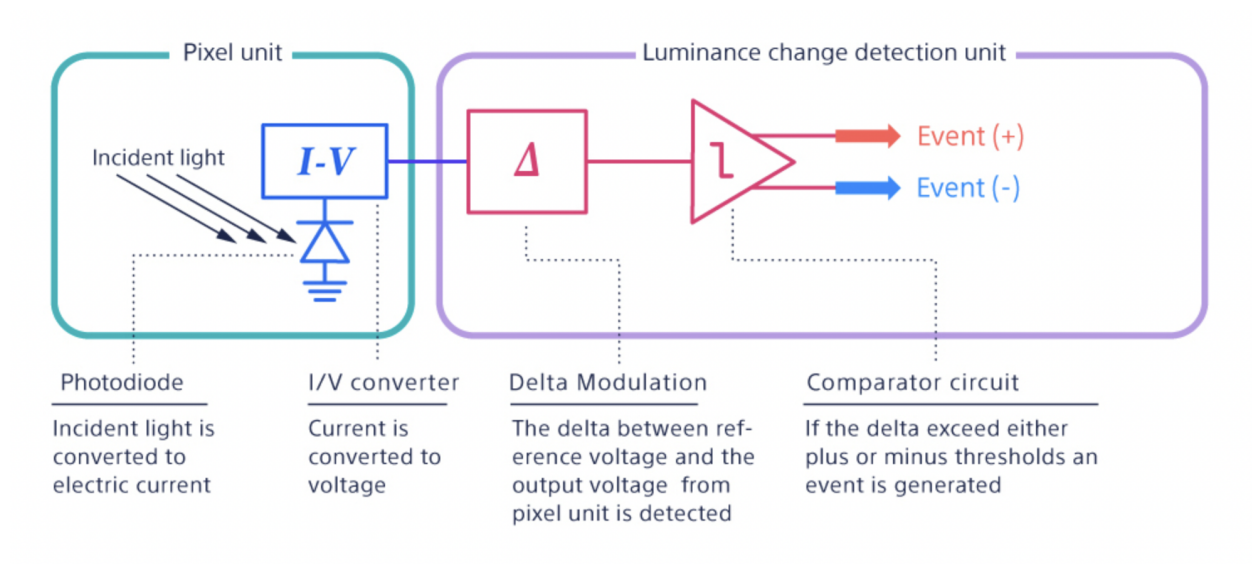 Pixel unit
Luminance change detection unit
Incident light
I-V
Δ
Event (+)
Event (-)
Photodiode
Incident light is
converted to
electric current
I/V converter
Current is
converted to
voltage
Delta Modulation
The delta between ref-
erence voltage and the
output voltage from
pixel unit is detected
Comparator circuit
If the delta exceed either
plus or minus thresholds an
event is generated